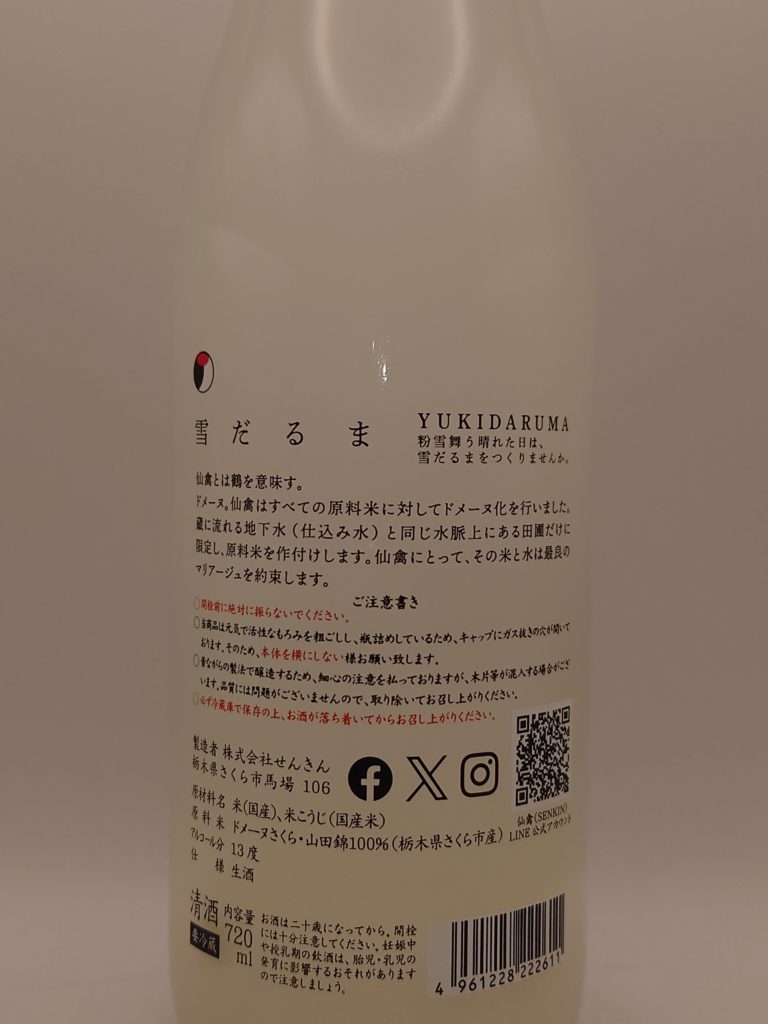 雪だるま
YUKIDARUMA
粉雪舞う晴れた日は、
雪だるまをつくりませんか。
仙禽とは鶴を意味す。
ドメーヌ。仙禽はすべての原料米に対してドメーヌ化を行いました。
蔵に流れる地下水(仕込み水)と同じ水脈上にある田圃だけに
限定し、原料米を作付けします。仙禽にとって、その米と水は最良の
マリアージュを約束します。
ご注意書き
○開栓前に絶対に振らないでください。
○当商品は元気で活性なもろみを粗ごしし、瓶詰めしているため、キャップにガス抜きの穴が開いて
おります。そのため、本体を横にしない様お願い致します。
○昔ながらの製法で醸造するため、細心の注意を払っておりますが、木片等が混入する場合がござ
います。品質には問題がございませんので、取り除いてお召し上がりください。
○必ず冷蔵庫で保存の上、お酒が落ち着いてからお召し上がりください。
製造者 株式会社せんきん
栃木県さくら市馬場 106
原材料名 米(国産)、米こうじ(国産米)
原料米 ドメーヌさくら・山田錦100%(栃木県さくら市産)
アルコール分 13度
仕様 生酒
仙禽(SENKIN)
LINE 公式アカウント
清酒
要冷蔵
内容量
720
ml
お酒は二十歳になってから。開栓
には十分注意してください。妊娠中
や授乳期の飲酒は、胎児・乳児の
発育に影響するおそれがあります
ので注意しましょう。
4 961228 222611